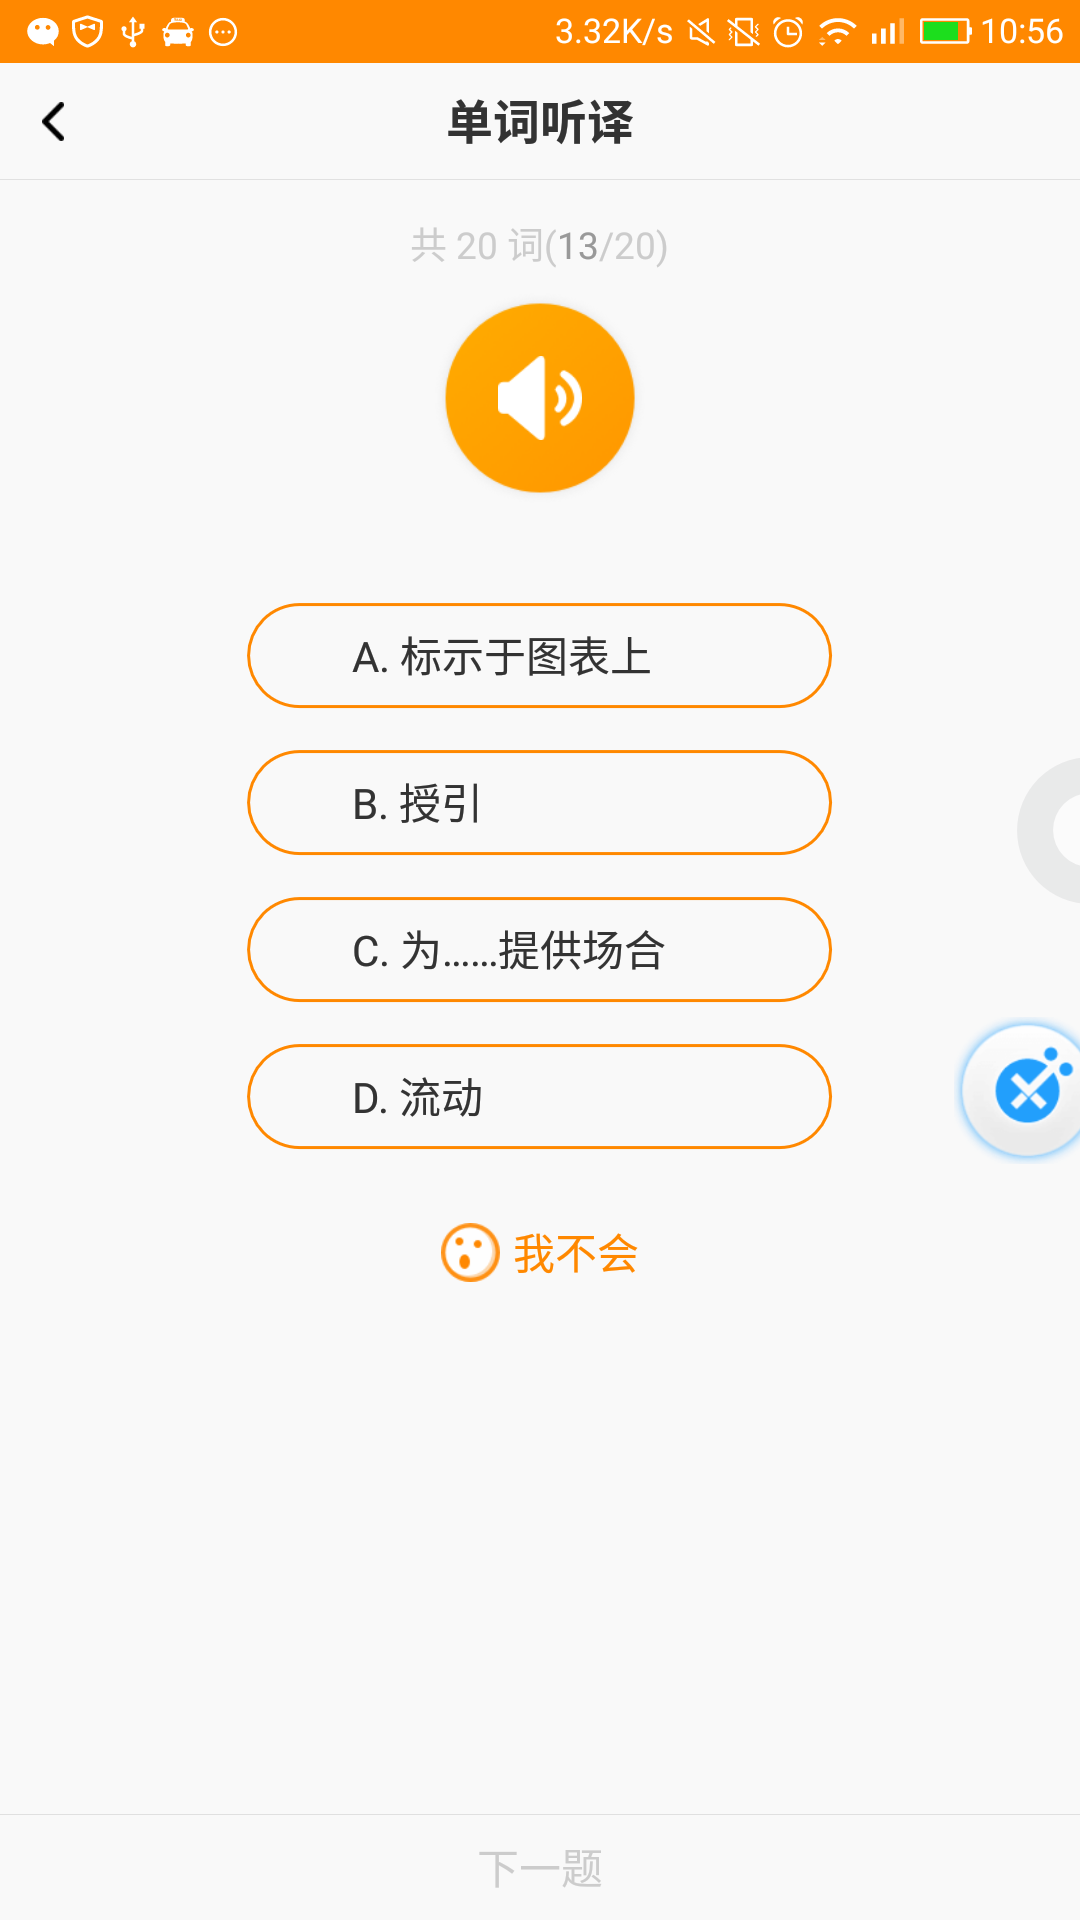 3.32K/s 10:56
单词听译
共 20 词(13/20)
A. 标示于图表上
B. 授引
C. 为……提供场合
D. 流动
我不会
下一题